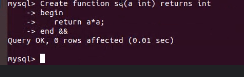 mysql> Create function sq(a int) returns int
-> begin
-> return a*a;
-> end &&
Query OK, 0 rows affected (0.01 sec)
mysql>